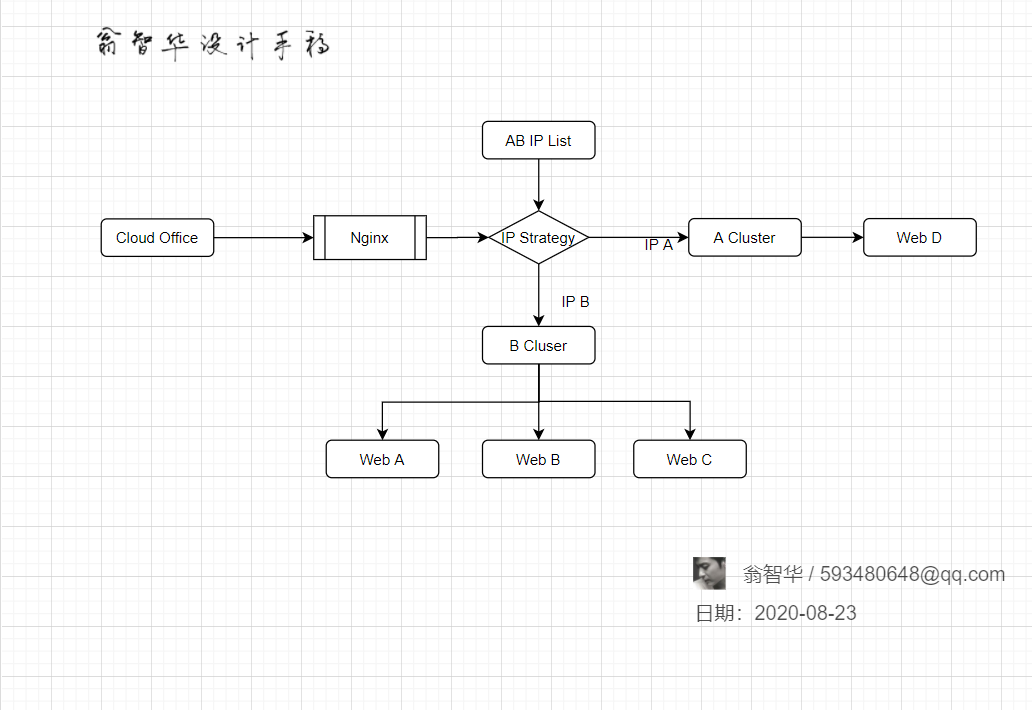 翁智华设计手稿
AB IP List
Cloud Office
Nginx
IP Strategy
IP A
A Cluster
Web D
IP B
B Cluser
Web A
Web B
Web C
翁智华 / 593480648@qq.com
日期：2020-08-23